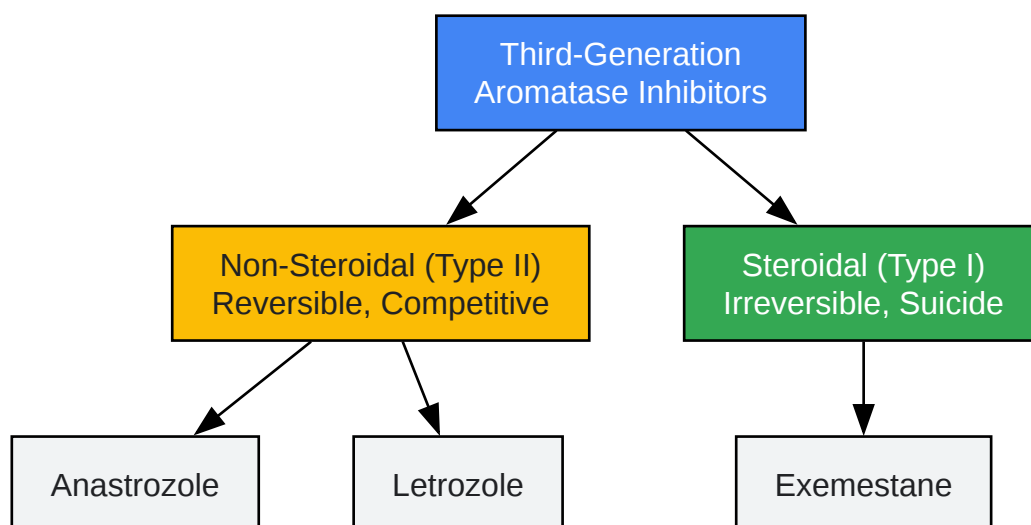 Third-Generation
Aromatase Inhibitors
Non-Steroidal (Type II)
Reversible, Competitive
Steroidal (Type I)
Irreversible, Suicide
Anastrozole
Letrozole
Exemestane